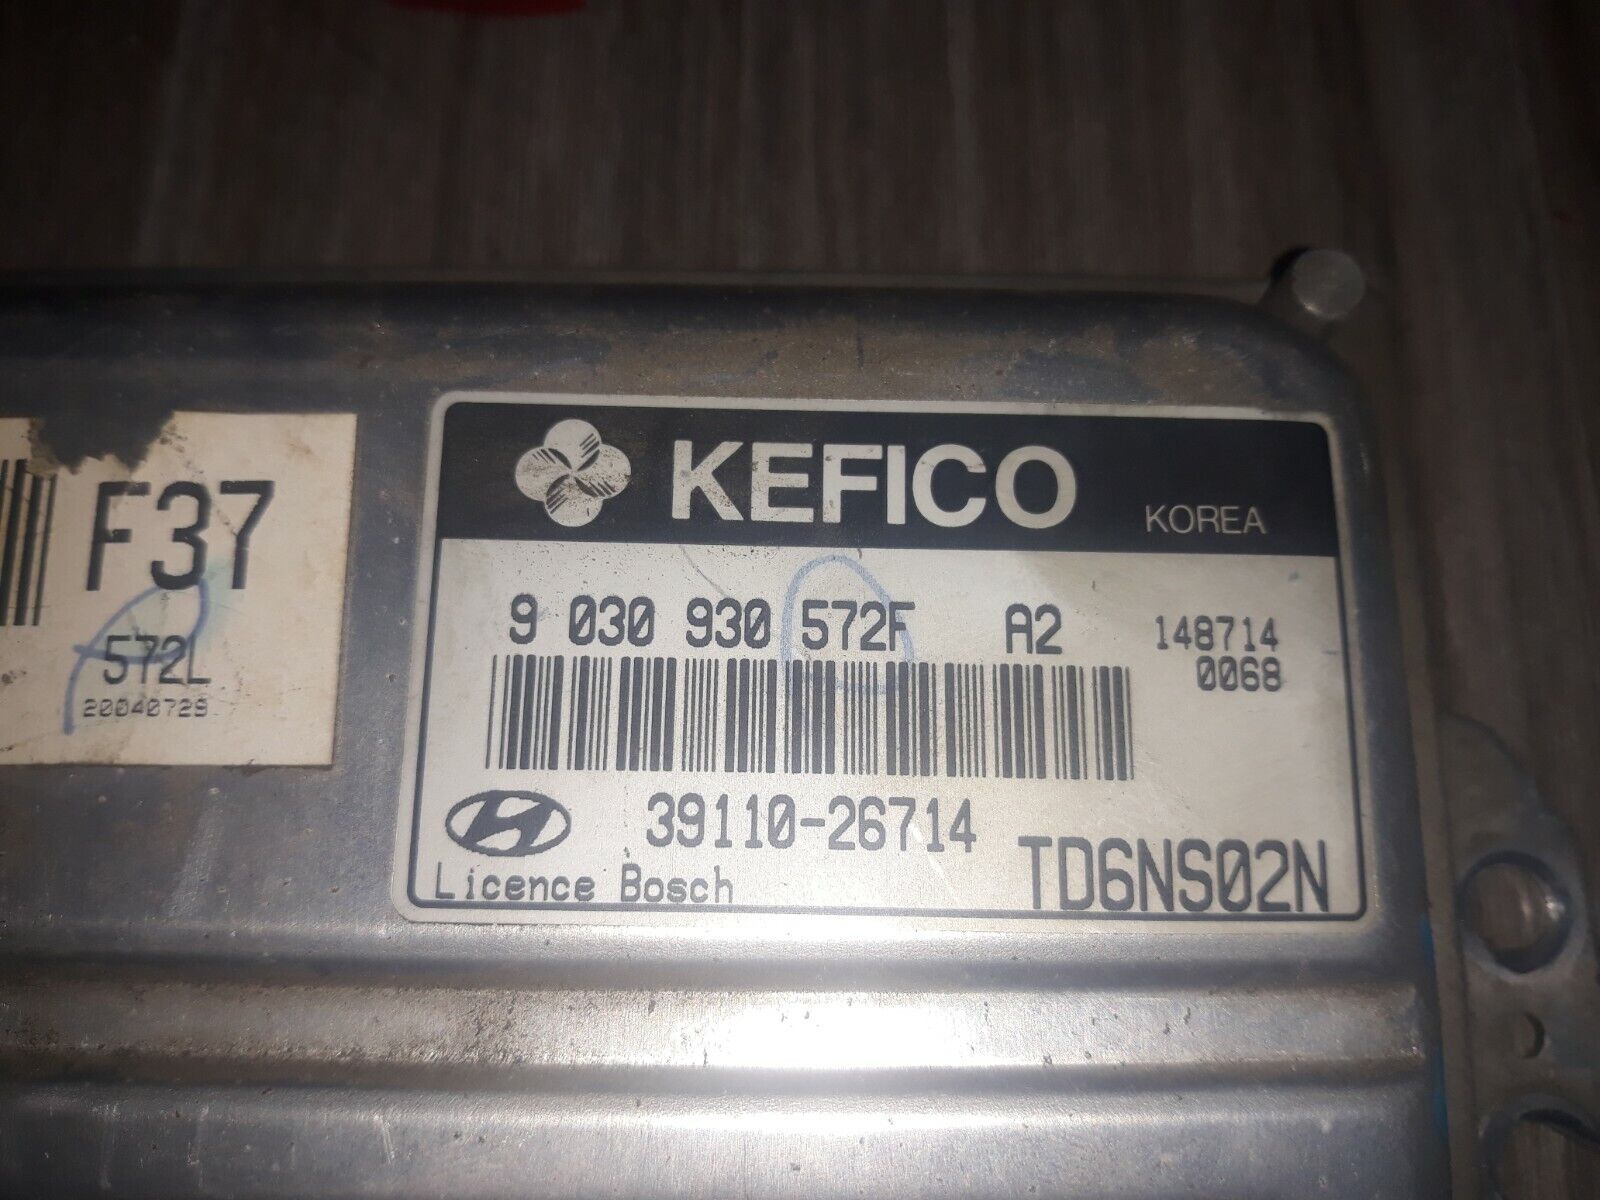 F37
572L
20040729
KEFICO KOREA
9 030 930 572F A2 148714
0068
39110-26714
TD6NS02N
Licence Bosch